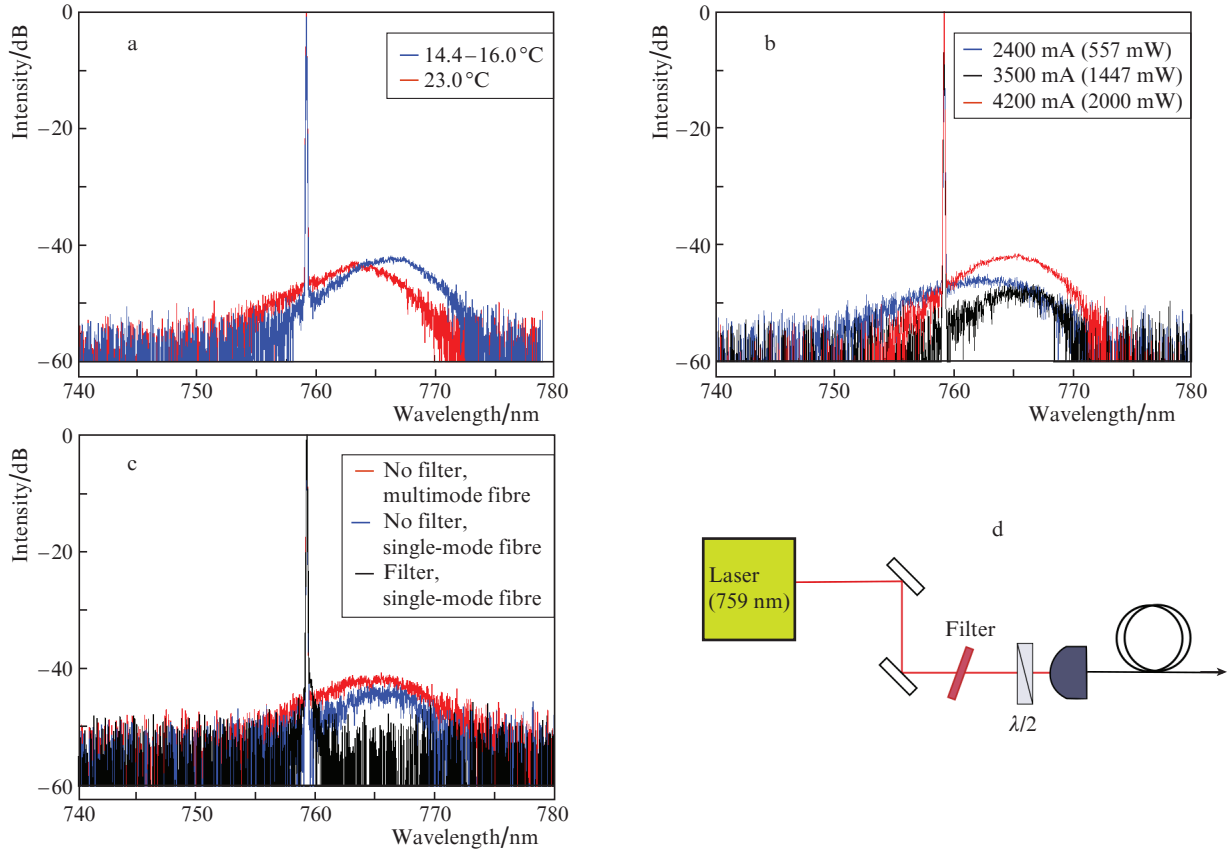 Intensity/dB
a
14.4–16.0 °C
23.0 °C
0
−20
−40
−60
740
750
760
770
780
Wavelength/nm
Intensity/dB
b
2400 mA (557 mW)
3500 mA (1447 mW)
4200 mA (2000 mW)
0
−20
−40
−60
740
750
760
770
780
Wavelength/nm
Intensity/dB
c
No filter,
multimode fibre
No filter,
single-mode fibre
Filter,
single-mode fibre
0
−20
−40
−60
740
750
760
770
780
Wavelength/nm
d
Laser
(759 nm)
Filter
λ/2